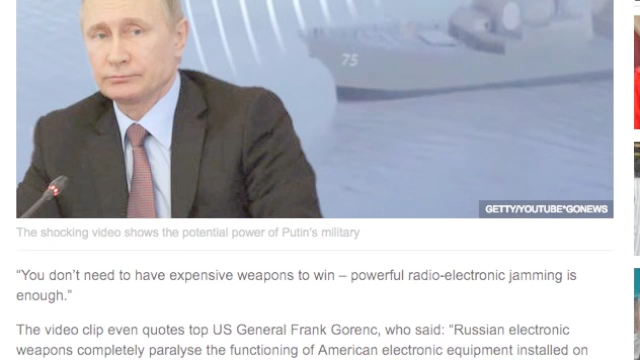 75
GETTY/YOUTUBE*GONEWS
The shocking video shows the potential power of Putin's military
“You don’t need to have expensive weapons to win – powerful radio-electronic jamming is
enough.”
The video clip even quotes top US General Frank Gorenc, who said: “Russian electronic
weapons completely paralyse the functioning of American electronic equipment installed on